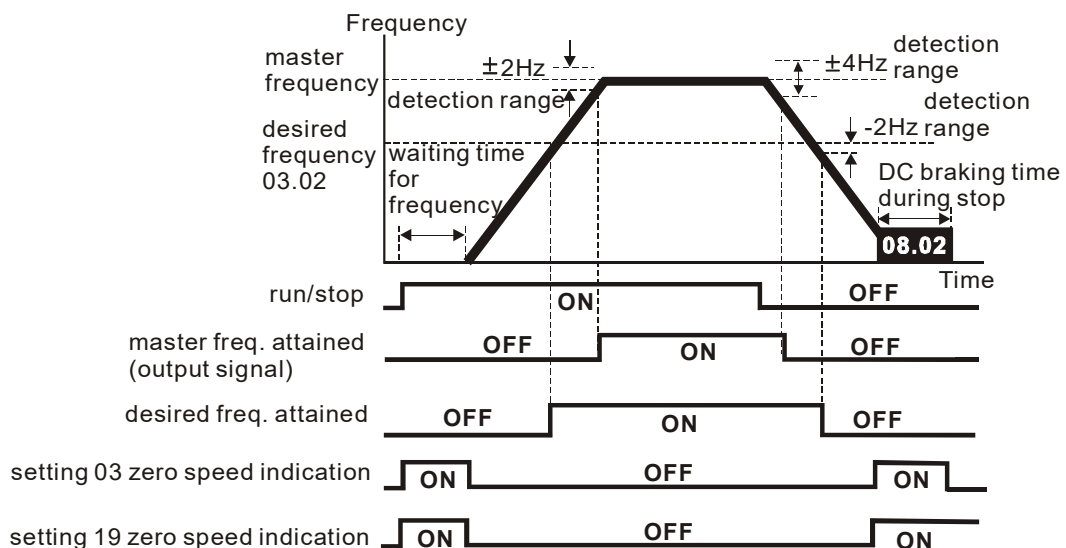 Frequency
master
frequency
±2Hz
detection range
±4Hz
detection
range
detection
-2Hz range
desired
frequency
03.02
waiting time
for
frequency
DC braking time
during stop
08.02
Time
run/stop
ON
OFF
master freq. attained
(output signal)
OFF
ON
OFF
desired freq. attained
OFF
ON
OFF
setting 03 zero speed indication
ON
OFF
ON
setting 19 zero speed indication
ON
OFF
ON